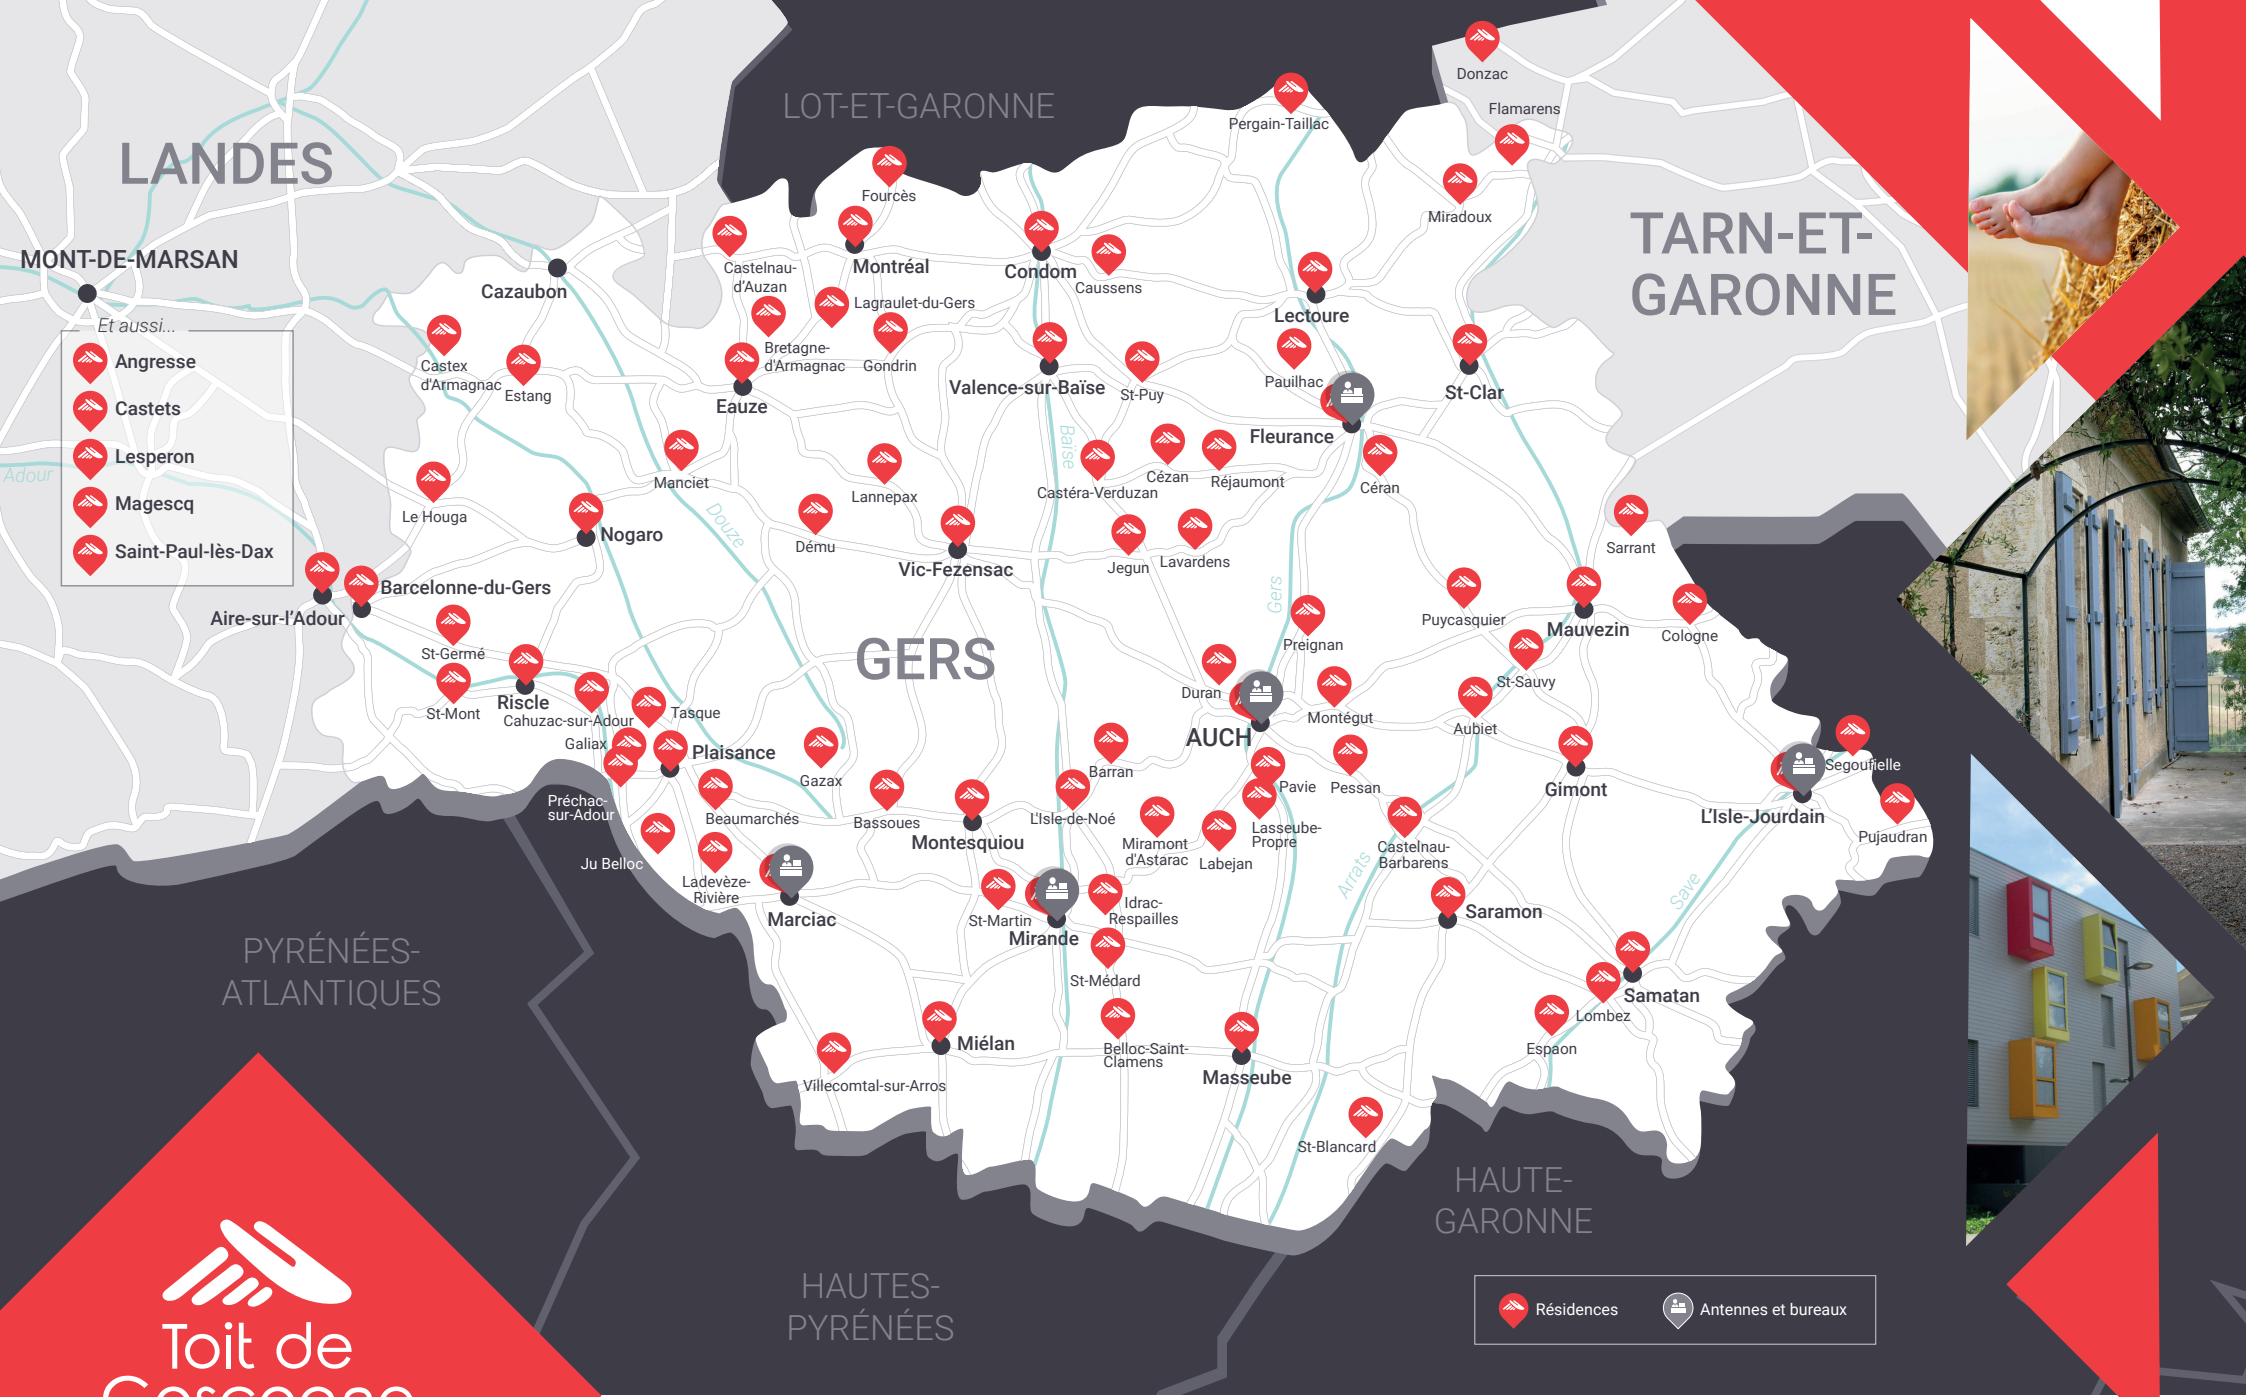 LOT-ET-GARONNE
LANDES
TARN-ET-
GARONNE
GERS
PYRÉNÉES-
ATLANTIQUES
HAUTES-
PYRÉNÉES
HAUTE-
GARONNE
MONT-DE-MARSAN
Et aussi...
Angresse
Castets
Lesperon
Magescq
Saint-Paul-lès-Dax
Adour
Donzac
Flamarens
Pergain-Taillac
Miradoux
Fourcès
Castelnau-
d'Auzan
Montréal
Condom
Caussens
Cazaubon
Lagraulet-du-Gers
Lectoure
Castex
d'Armagnac
Estang
Bretagne-
d'Armagnac
Gondrin
Eauze
Valence-sur-Baïse
St-Puy
Pauilhac
St-Clar
Fleurance
Baïse
Manciet
Lannepax
Castéra-Verduzan
Cézan
Réjaumont
Céran
Le Houga
Nogaro
Douze
Dému
Vic-Fezensac
Jegun
Lavardens
Sarrant
Barcelonne-du-Gers
Aire-sur-l'Adour
Gers
Puycasquier
Mauvezin
Cologne
St-Germé
Preignan
St-Mont
Riscle
Cahuzac-sur-Adour
Tasque
Duran
Montégut
St-Sauvy
Aubiet
Galiax
Plaisance
AUCH
Gazax
Barran
Pavie
Pessan
Gimont
Segoufielle
Préchac-
sur-Adour
Beaumarchés
Bassoues
Montesquiou
L'Isle-de-Noé
Miramont
d'Astarac
Labejan
Lasseube-
Propre
Castelnau-
Barbarens
L'Isle-Jourdain
Pujaudran
Ju Belloc
Ladevèze-
Rivière
Marciac
St-Martin
Mirande
Idrac-
Respailles
Arrats
Saramon
Save
St-Médard
Samatan
Lombez
Espaon
Miélan
Villecomtal-sur-Arros
Belloc-Saint-
Clamens
Masseube
St-Blancard
Résidences
Antennes et bureaux
Toit de
Gascogne